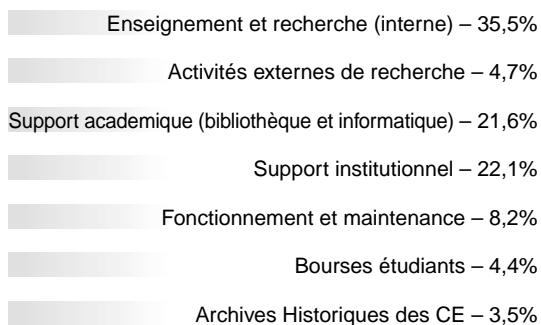 Enseignement et recherche (interne) – 35,5%
Activités externes de recherche – 4,7%
Support academique (bibliothèque et informatique) – 21,6%
Support institutionnel – 22,1%
Fonctionnement et maintenance – 8,2%
Bourses étudiants – 4,4%
Archives Historiques des CE – 3,5%